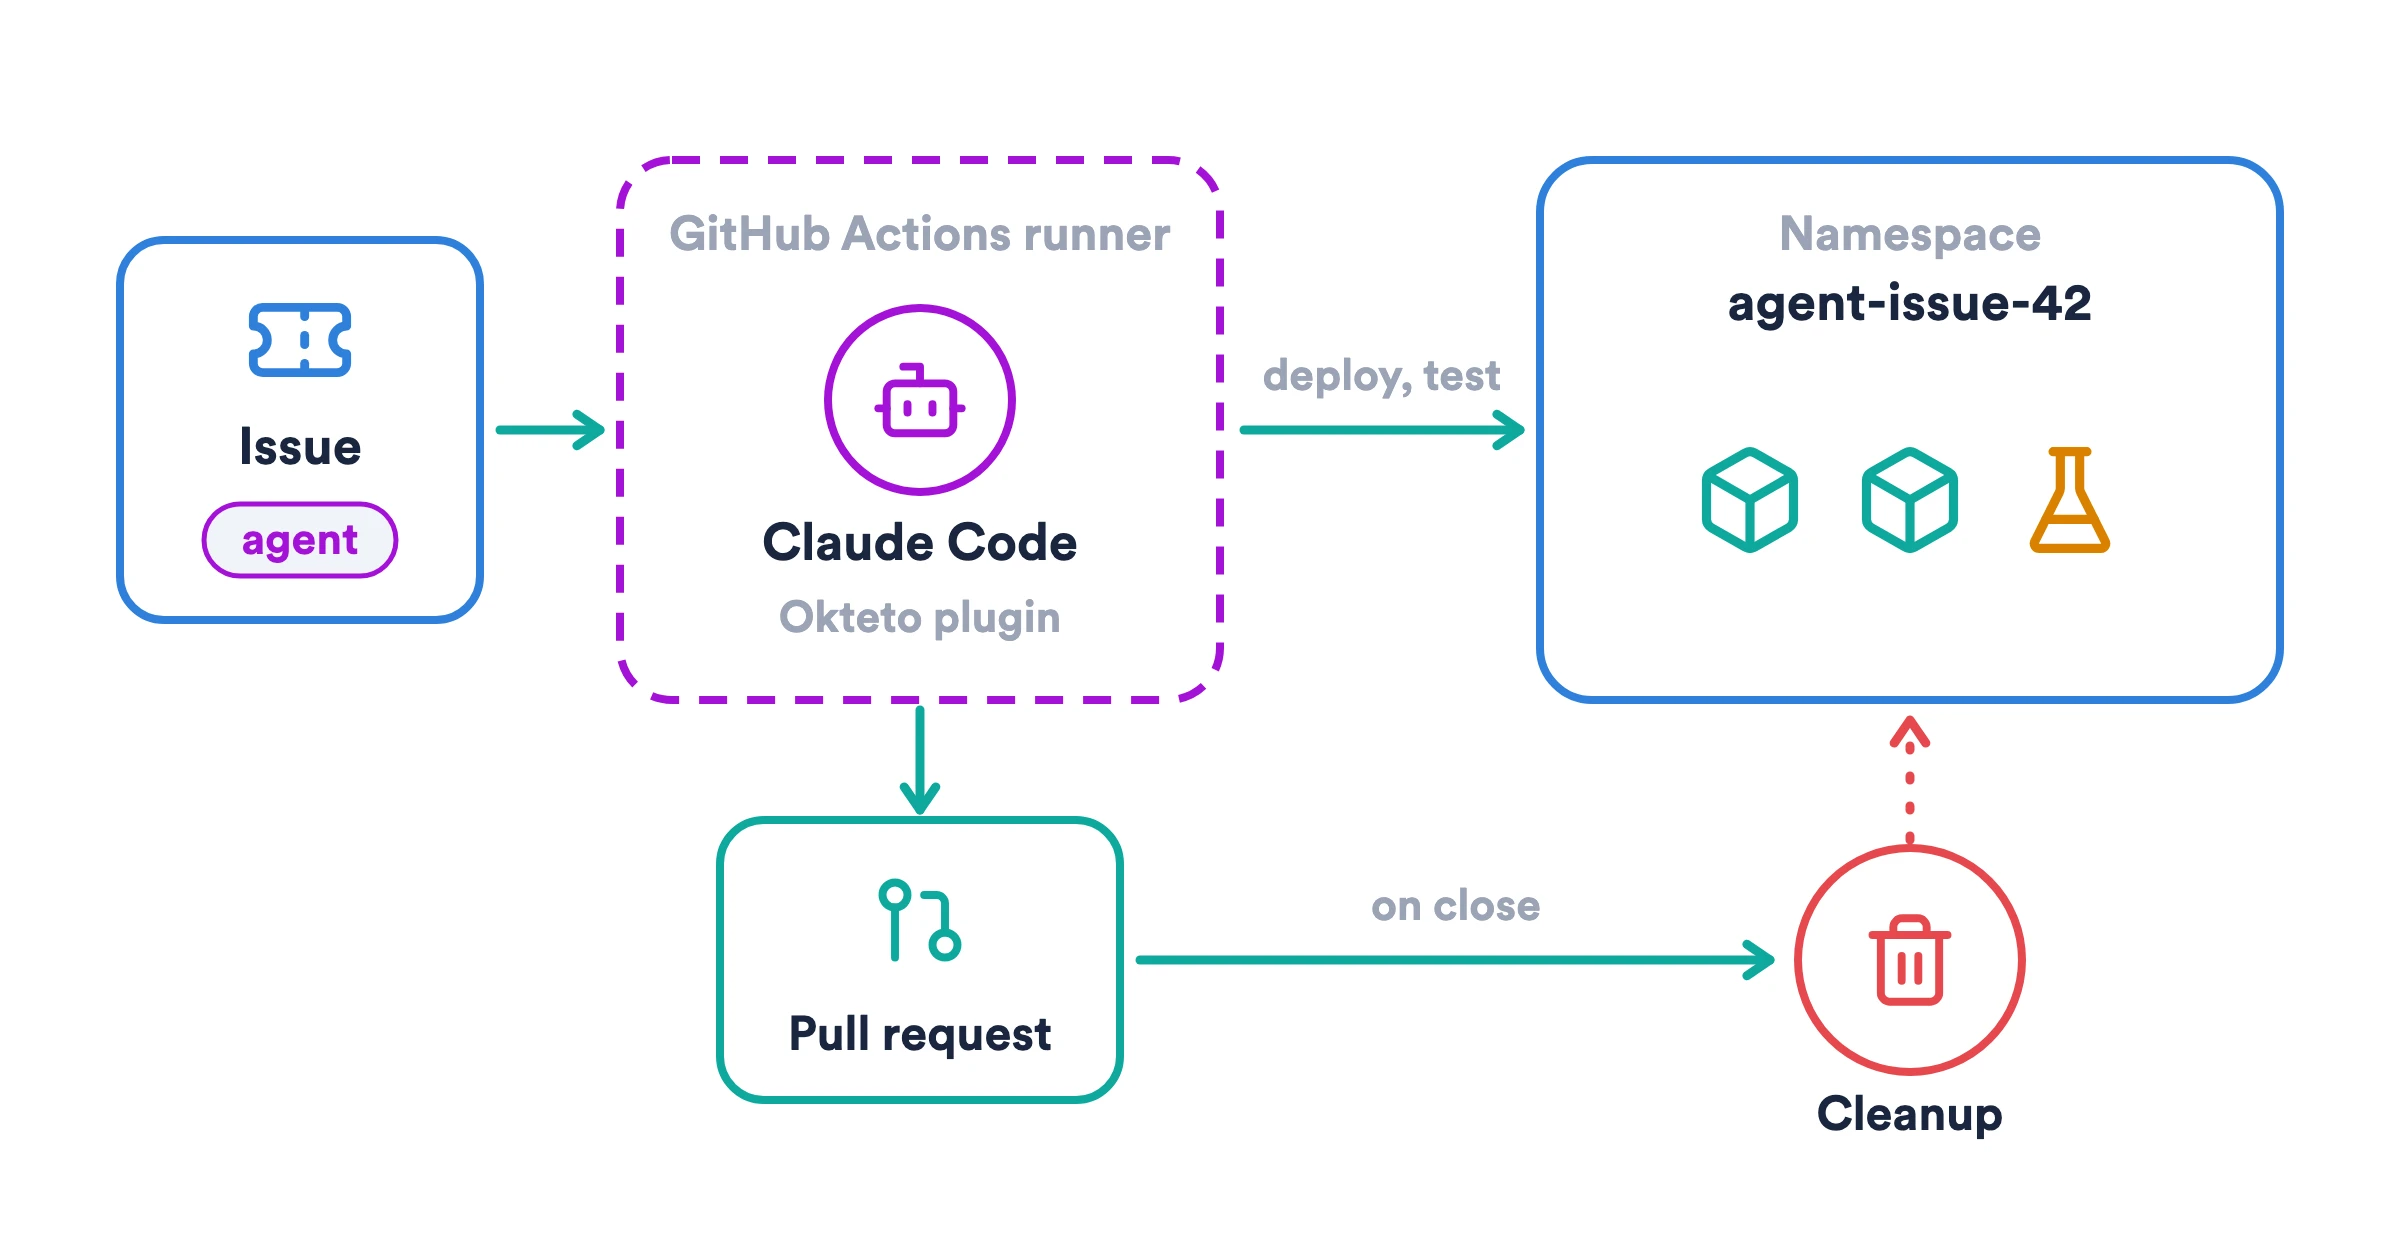 Issue
agent
GitHub Actions runner
Claude Code
Okteto plugin
deploy, test
Namespace
agent-issue-42
Pull request
on close
Cleanup